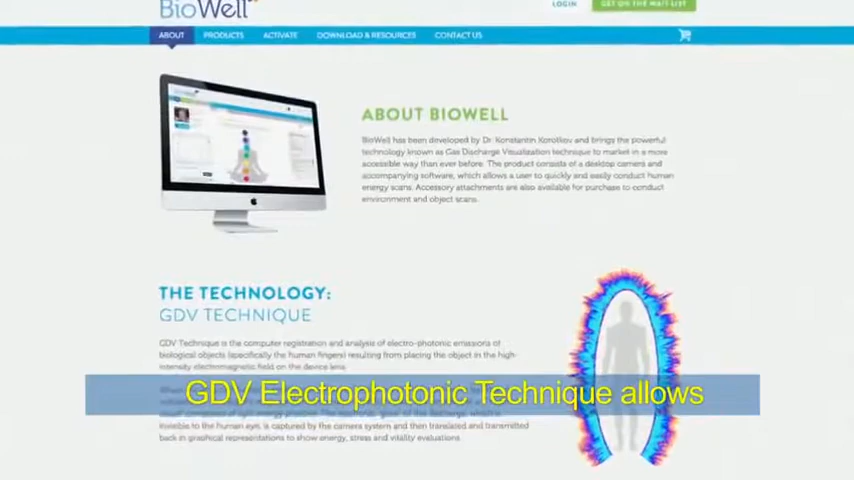 BioWell
LOGIN
GET ON THE WAIT LIST
ABOUT
PRODUCTS
ACTIVATE
DOWNLOAD & RESOURCES
CONTACT US
ABOUT BIOWELL
BioWell has been developed by Dr. Konstantin Korotkov and brings the powerful
technology known as Gas Discharge Visualization technique to market in a more
accessible way than ever before. The product consists of a desktop camera and
accompanying software, which allows a user to quickly and easily conduct human
energy scans. Accessory attachments are also available for purchase to conduct
environment and object scans.
THE TECHNOLOGY:
GDV TECHNIQUE
GDV Technique is the computer registration and analysis of electro-photonic emissions of
biological objects (specifically the human fingers) resulting from placing the object in the high-
intensity electromagnetic field on the device lens.
GDV Electrophotonic Technique allows
invisible to the human eye, is captured by the camera system and then translated and transmitted
back in graphical representations to show energy, stress and vitality evaluations.